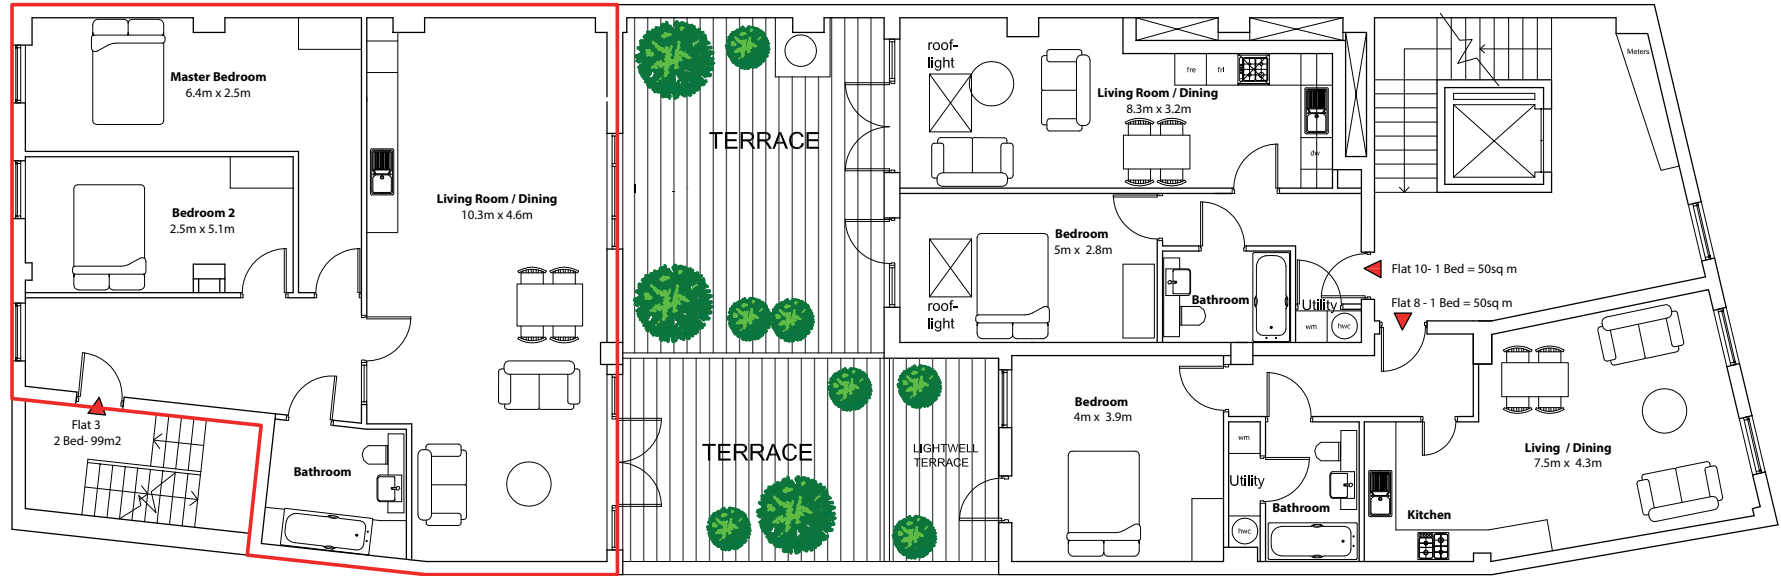 Master Bedroom
6.4m x 2.5m
Bedroom 2
2.5m x 5.1m
Living Room / Dining
10.3m x 4.6m
Flat 3
2 Bed- 99m2
Bathroom
TERRACE
TERRACE
LIGHTWELL
TERRACE
roof-
light
Living Room / Dining
8.3m x 3.2m
fre
fri
dw
Bedroom
5m x 2.8m
roof-
light
Bathroom
Utility
wm
hwc
Meters
Flat 10- 1 Bed = 50sq m
Flat 8 - 1 Bed = 50sq m
Bedroom
4m x 3.9m
wm
Utility
hwc
Bathroom
Kitchen
Living / Dining
7.5m x 4.3m